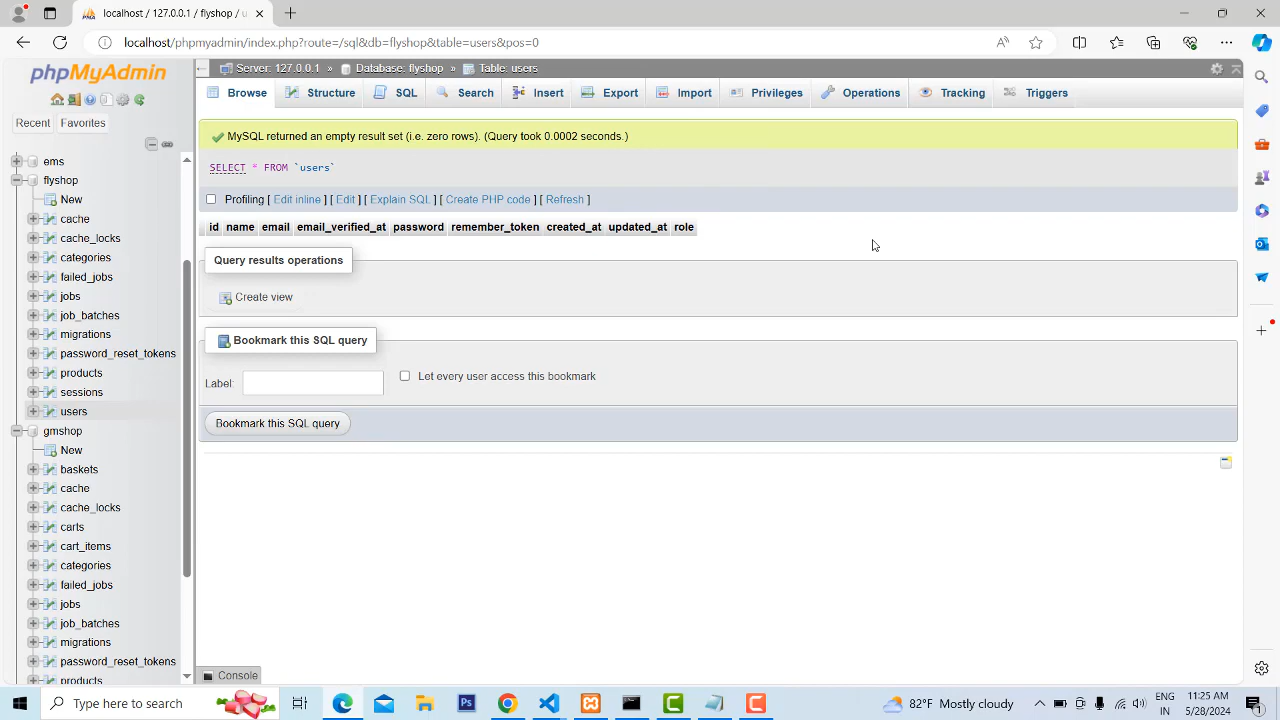 localhost / 127.0.0.1 / flyshop / u
localhost/phpmyadmin/index.php?route=/sql&db=flyshop&table=users&pos=0
phpMyAdmin
Recent
Favorites
ems
flyshop
New
cache
cache_locks
categories
failed_jobs
jobs
job_batches
migrations
password_reset_tokens
products
sessions
users
gmshop
New
baskets
cache
cache_locks
carts
cart_items
categories
failed_jobs
jobs
job_batches
migrations
password_reset_tokens
products
Server: 127.0.0.1 » Database: flyshop » Table: users
Browse Structure SQL Search Insert Export Import Privileges Operations Tracking Triggers
MySQL returned an empty result set (i.e. zero rows). (Query took 0.0002 seconds.)
SELECT * FROM `users`
Profiling [ Edit inline ] [ Edit ] [ Explain SQL ] [ Create PHP code ] [ Refresh ]
id name email email_verified_at password remember_token created_at updated_at role
Query results operations
Create view
Bookmark this SQL query
Label: Let every user access this bookmark
Bookmark this SQL query
Console
Type here to search
Ps
82°F Mostly cloudy
ENG
IN
11:25 AM
5/28/2024